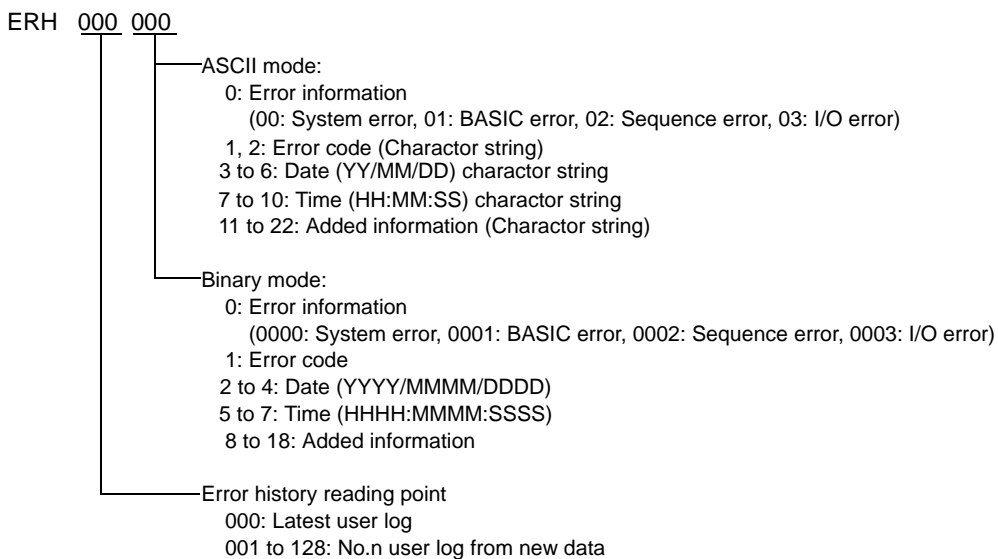 ERH 000 000
ASCII mode:
0: Error information
(00: System error, 01: BASIC error, 02: Sequence error, 03: I/O error)
1, 2: Error code (Charactor string)
3 to 6: Date (YY/MM/DD) charactor string
7 to 10: Time (HH:MM:SS) charactor string
11 to 22: Added information (Charactor string)
Binary mode:
0: Error information
(0000: System error, 0001: BASIC error, 0002: Sequence error, 0003: I/O error)
1: Error code
2 to 4: Date (YYYY/MMMM/DDDD)
5 to 7: Time (HHHH:MMMM:SSSS)
8 to 18: Added information
Error history reading point
000: Latest user log
001 to 128: No.n user log from new data